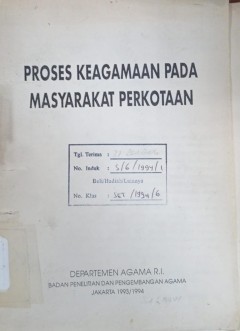 PROSES KEAGAMAAN PADA
MASYARAKAT PERKOTAAN
Tgl. Terima :
No. Induk : 5/6/1994/1
Beli/Hadiah/Lainnya
No. Klas :
DEPARTEMEN AGAMA R.I.
BADAN PENELITIAN DAN PENGEMBANGAN AGAMA
JAKARTA 1993/1994